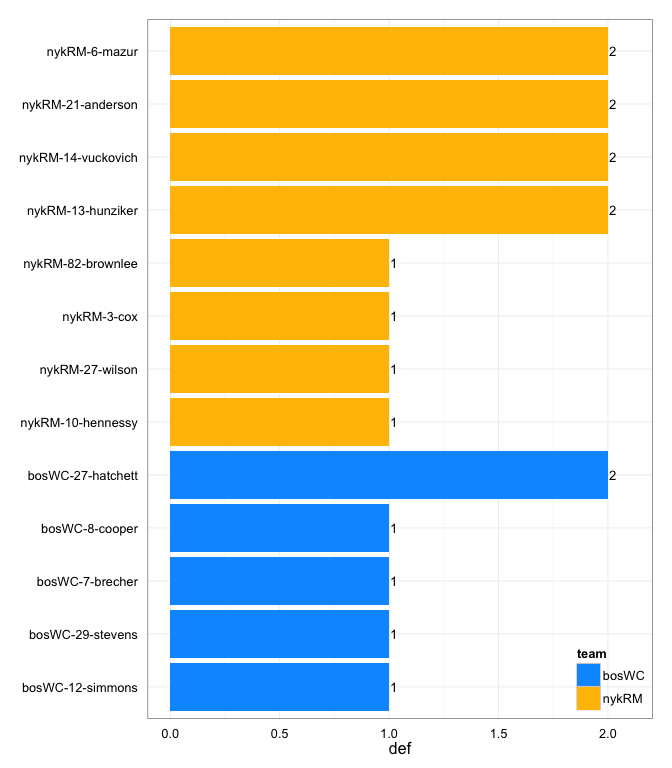 nykRM-6-mazur 2
nykRM-21-anderson 2
nykRM-14-vuckovich 2
nykRM-13-hunziker 2
nykRM-82-brownlee 1
nykRM-3-cox 1
nykRM-27-wilson 1
nykRM-10-hennessy 1
bosWC-27-hatchett 2
bosWC-8-cooper 1
bosWC-7-brecher 1
bosWC-29-stevens 1
bosWC-12-simmons 1
team
bosWC
nykRM
0.0 0.5 1.0 1.5 2.0
def